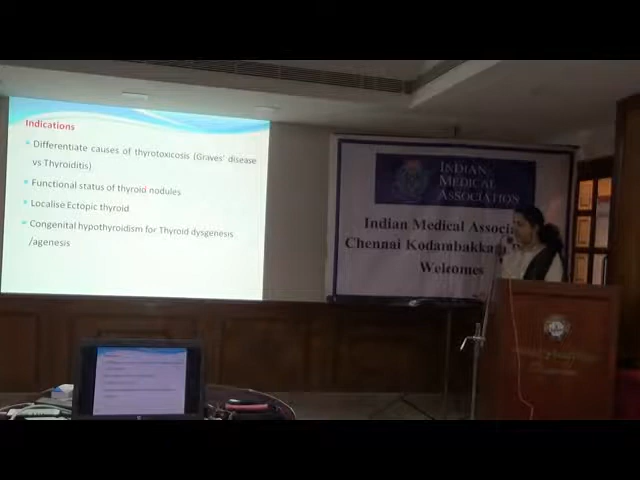 Indications
Differentiate causes of thyrotoxicosis (Graves' disease
vs Thyroiditis)
Functional status of thyroid nodules
Localise Ectopic thyroid
Congenital hypothyroidism for Thyroid dysgenesis
/agenesis
INDIAN
MEDICAL
ASSOCIATION
Indian Medical
Chennai Kodambakkam
Welcomes